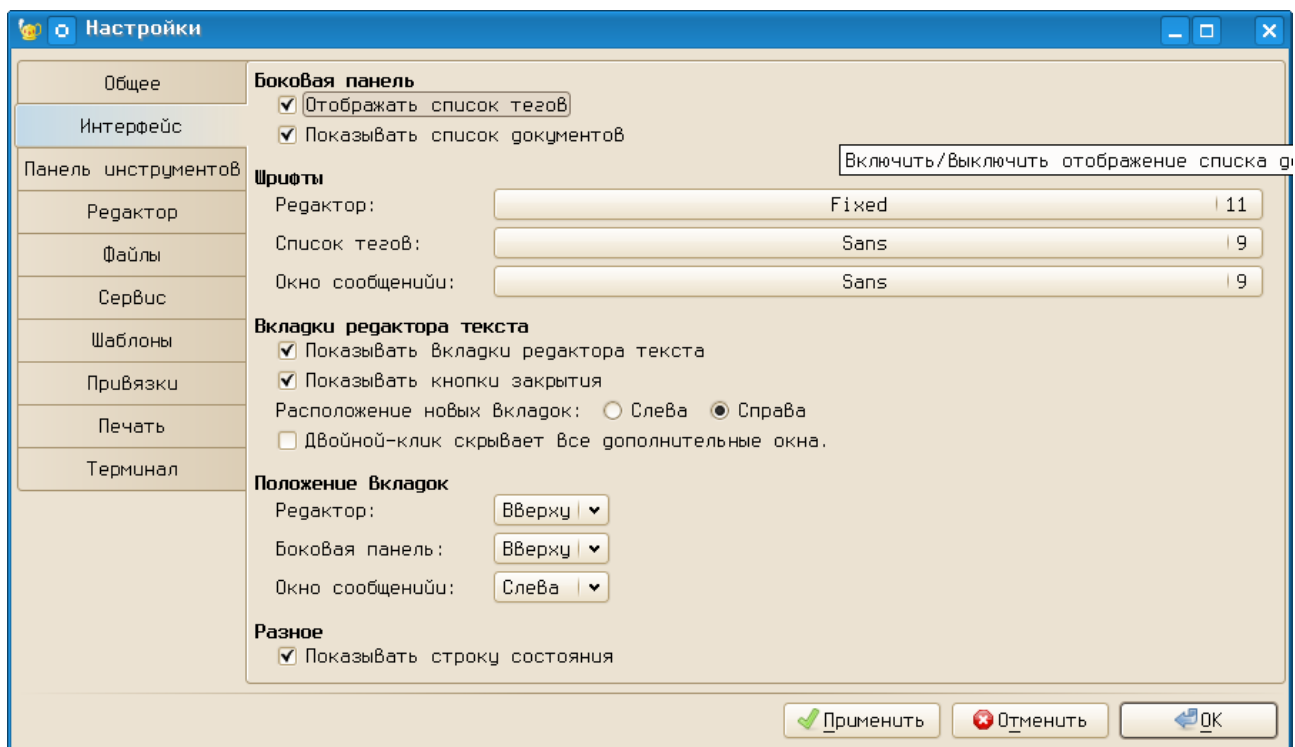 Настройки
Общее
Интерфейс
Панель инструментов
Редактор
Файлы
Сервис
Шаблоны
Привязки
Печать
Терминал
Боковая панель
Отображать список тегов
Показывать список документов
Включить/выключить отображение списка
Шрифты
Редактор: Fixed 11
Список тегов: Sans 9
Окно сообщенийи: Sans 9
Вкладки редактора текста
Показывать вкладки редактора текста
Показывать кнопки закрытия
Расположение новых вкладок: Слева Справа
Двойной-клик скрывает все дополнительные окна.
Положение вкладок
Редактор: Вверху
Боковая панель: Вверху
Окно сообщенийи: Слева
Разное
Показывать строку состояния
Применить Отменить OK